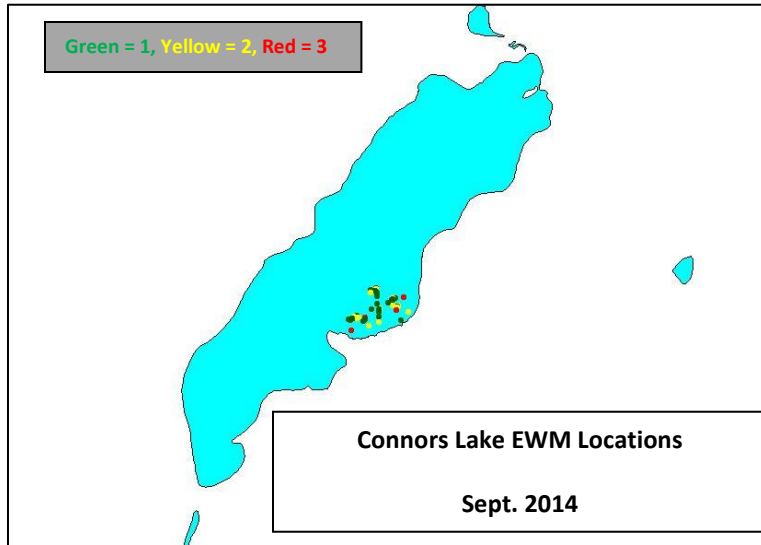 Green = 1, Yellow = 2, Red = 3
Connors Lake EWM Locations
Sept. 2014